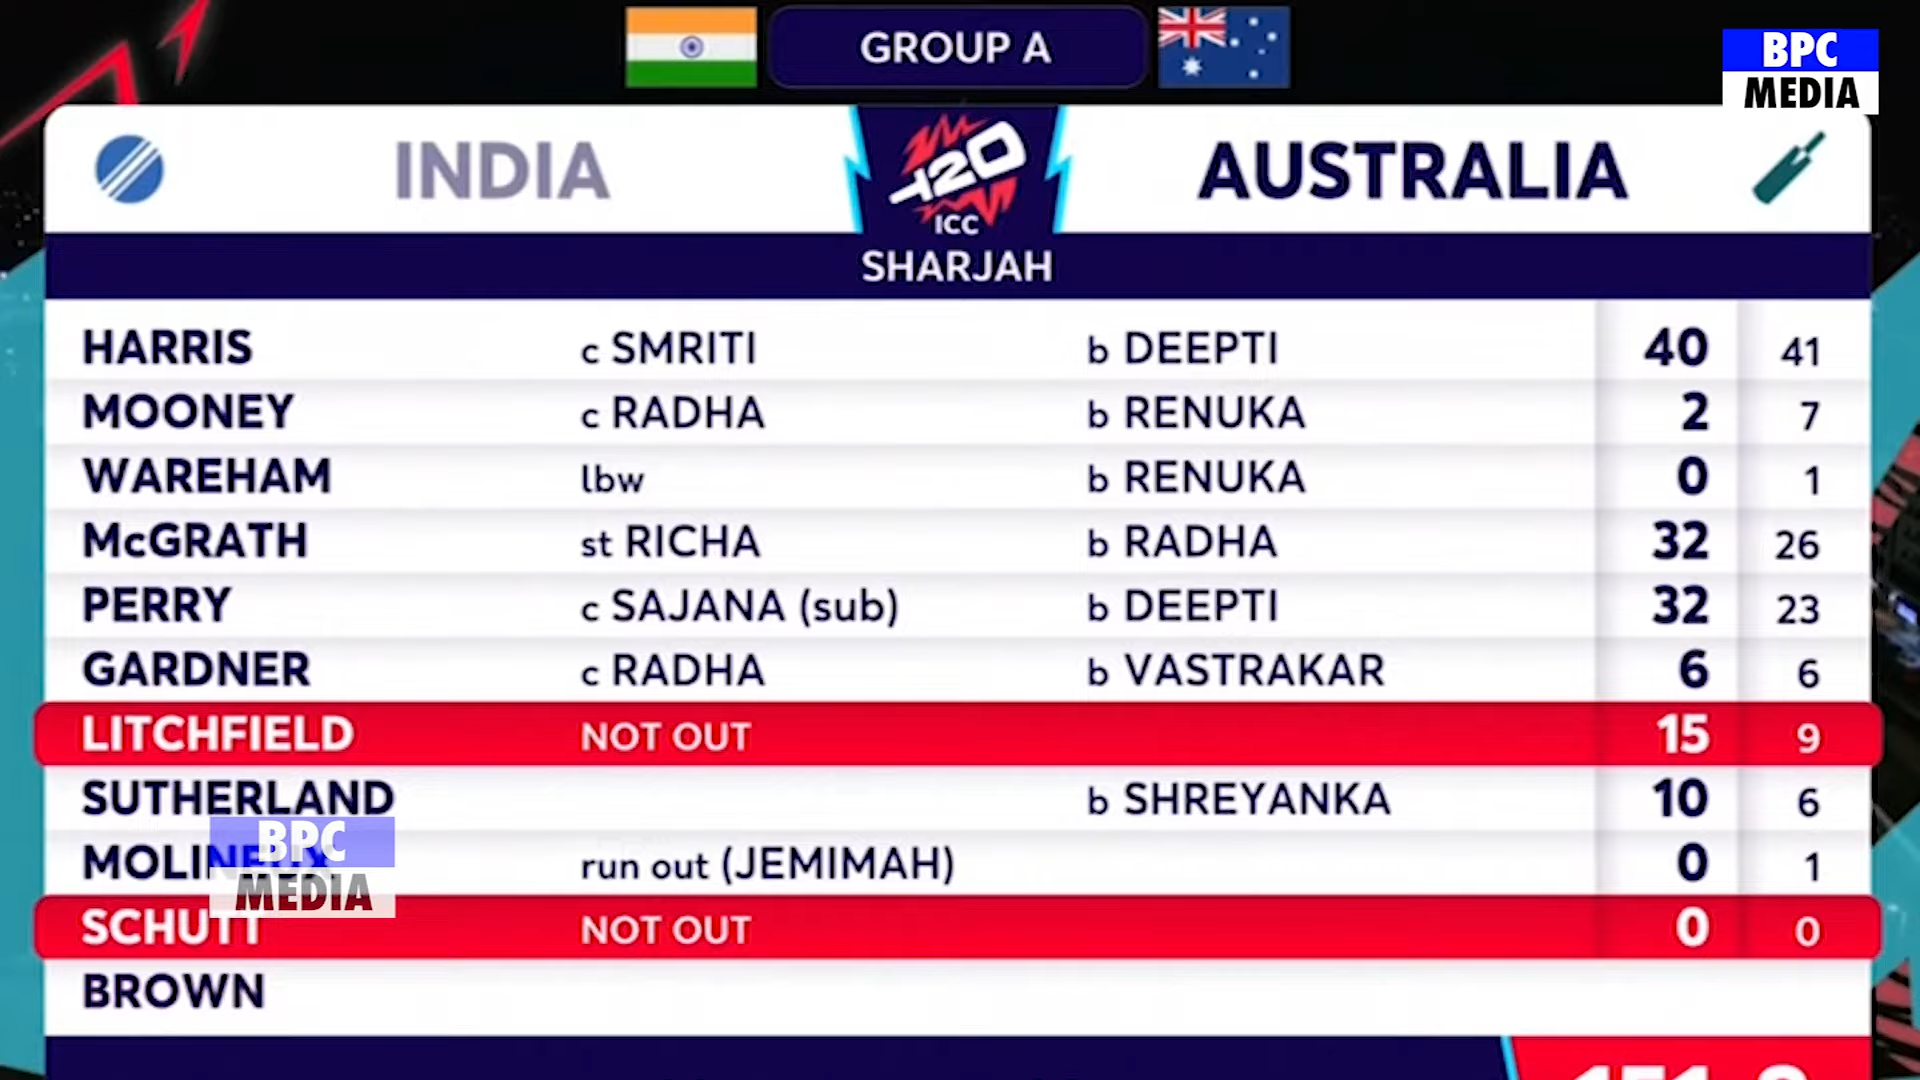 GROUP A
BPC
MEDIA
INDIA
T20
ICC
AUSTRALIA
SHARJAH
HARRIS c SMRITI b DEEPTI 40 41
MOONEY c RADHA b RENUKA 2 7
WAREHAM lbw b RENUKA 0 1
McGRATH st RICHA b RADHA 32 26
PERRY c SAJANA (sub) b DEEPTI 32 23
GARDNER c RADHA b VASTRAKAR 6 6
LITCHFIELD NOT OUT 15 9
SUTHERLAND b SHREYANKA 10 6
MOLINEUX run out (JEMIMAH) 0 1
BPC
MEDIA
SCHUTT NOT OUT 0 0
BROWN